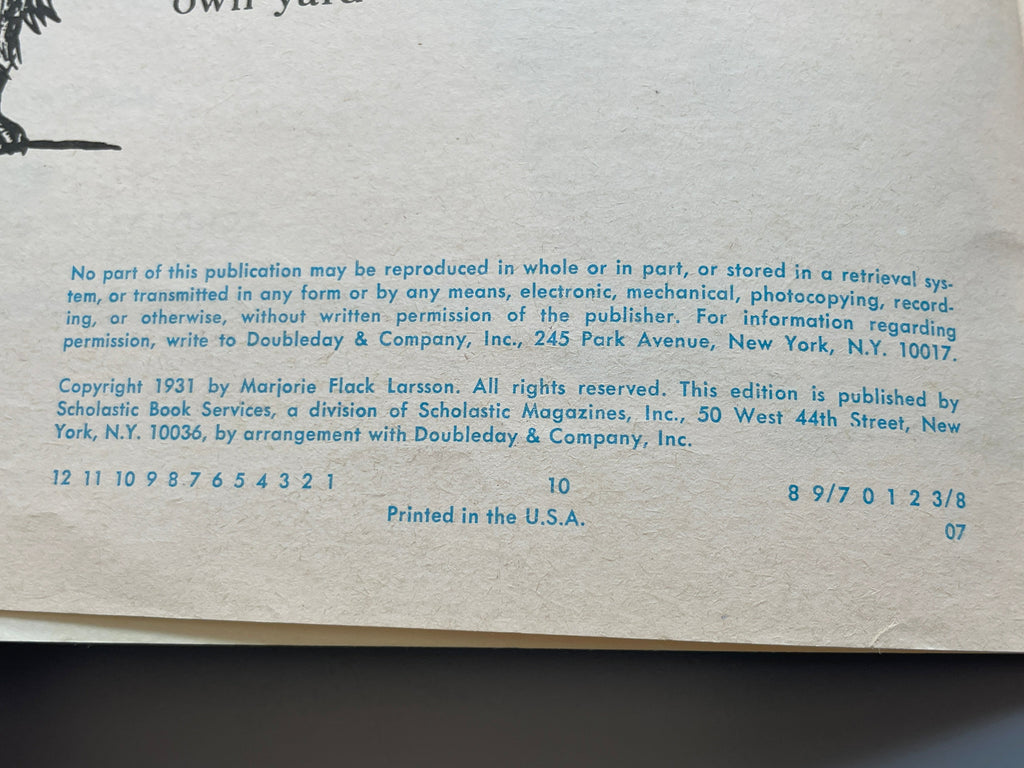 own yard
No part of this publication may be reproduced in whole or in part, or stored in a retrieval sys-
tem, or transmitted in any form or by any means, electronic, mechanical, photocopying, record-
ing, or otherwise, without written permission of the publisher. For information regarding
permission, write to Doubleday & Company, Inc., 245 Park Avenue, New York, N.Y. 10017.
Copyright 1931 by Marjorie Flack Larsson. All rights reserved. This edition is published by
Scholastic Book Services, a division of Scholastic Magazines, Inc., 50 West 44th Street, New
York, N.Y. 10036, by arrangement with Doubleday & Company, Inc.
12 11 10 9 8 7 6 5 4 3 2 1 10 8 9/7 0 1 2 3/8
Printed in the U.S.A. 07